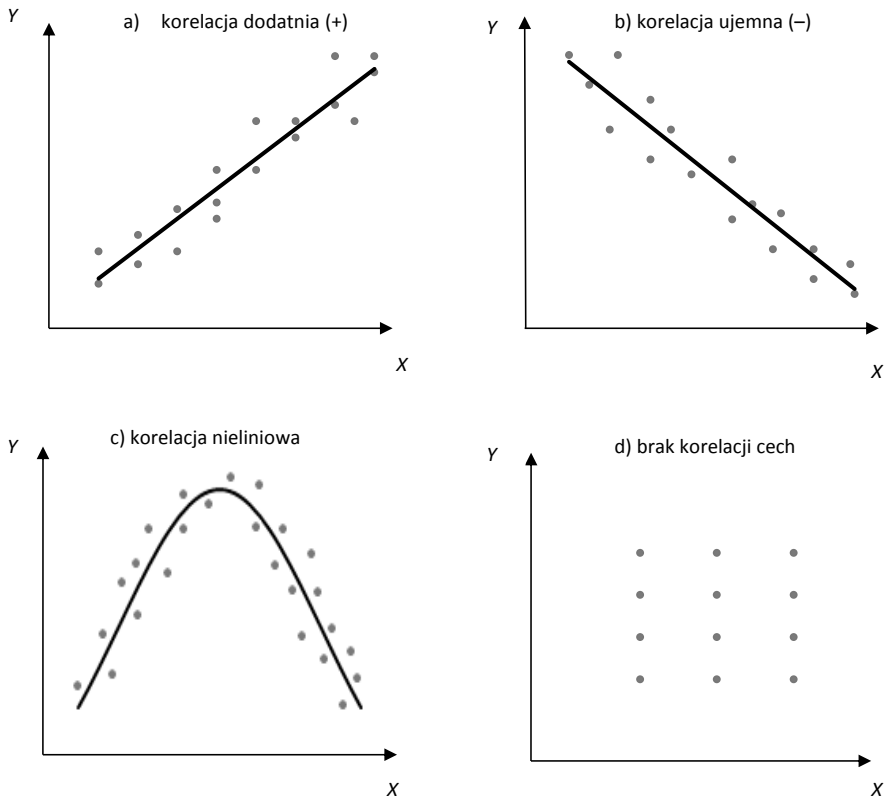 Y
a) korelacja dodatnia (+)
X
Y
b) korelacja ujemna (–)
X
Y
c) korelacja nieliniowa
X
Y
d) brak korelacji cech
X